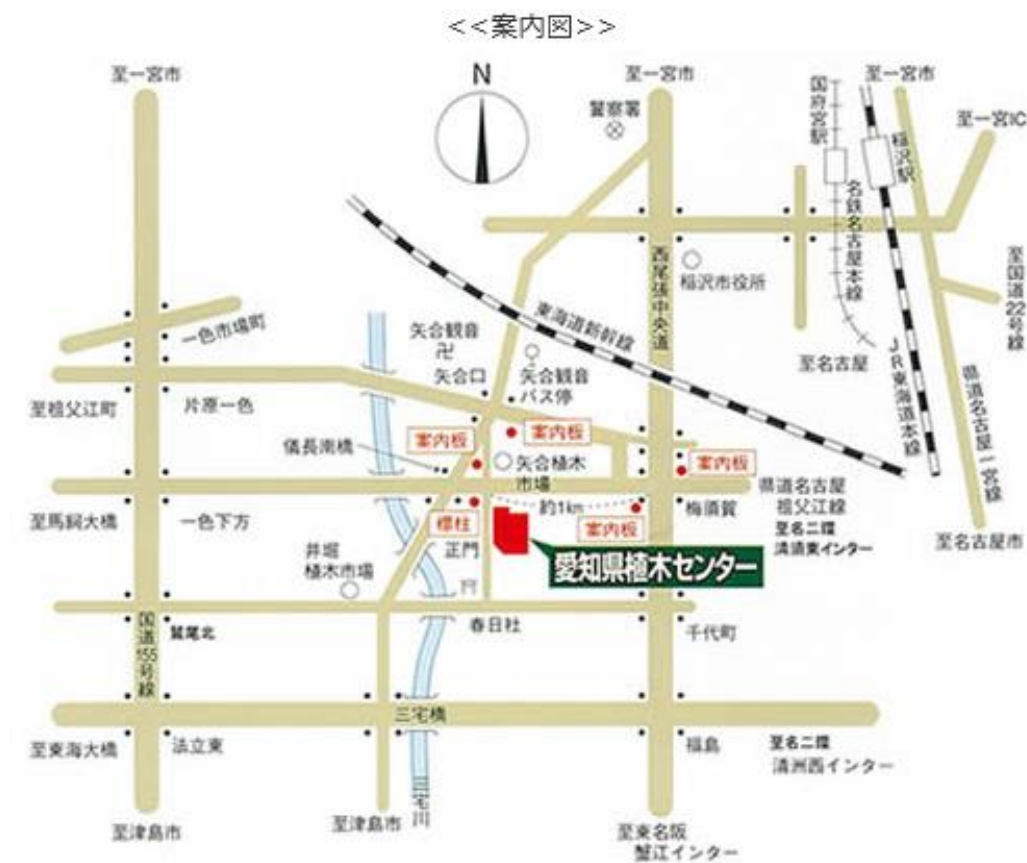 <<案内図>>
至一宮市
N
至一宮市
至一宮市
警察署
国府宮駅
稲沢駅
至一宮IC
名鉄名古屋本線
西尾張中央道
稲沢市役所
至国道22号線
東海道新幹線
一色市場町
矢合観音
矢合口
矢合観音
バス停
至名古屋
JR東海道本線
県道名古屋一宮線
至祖父江町
片原一色
儀長南橋
案内板
案内板
矢合植木
市場
案内板
県道名古屋
祖父江線
至馬飼大橋
一色下方
標柱
約1km
案内板
梅須賀
至名二環
清須東インター
至名古屋市
正門
井堀
植木市場
愛知県植木センター
春日社
国道155号線
鷲尾北
千代町
三宅橋
至東海大橋
法立東
福島
至名二環
清洲西インター
三宅川
至津島市
至津島市
至東名阪
蟹江インター